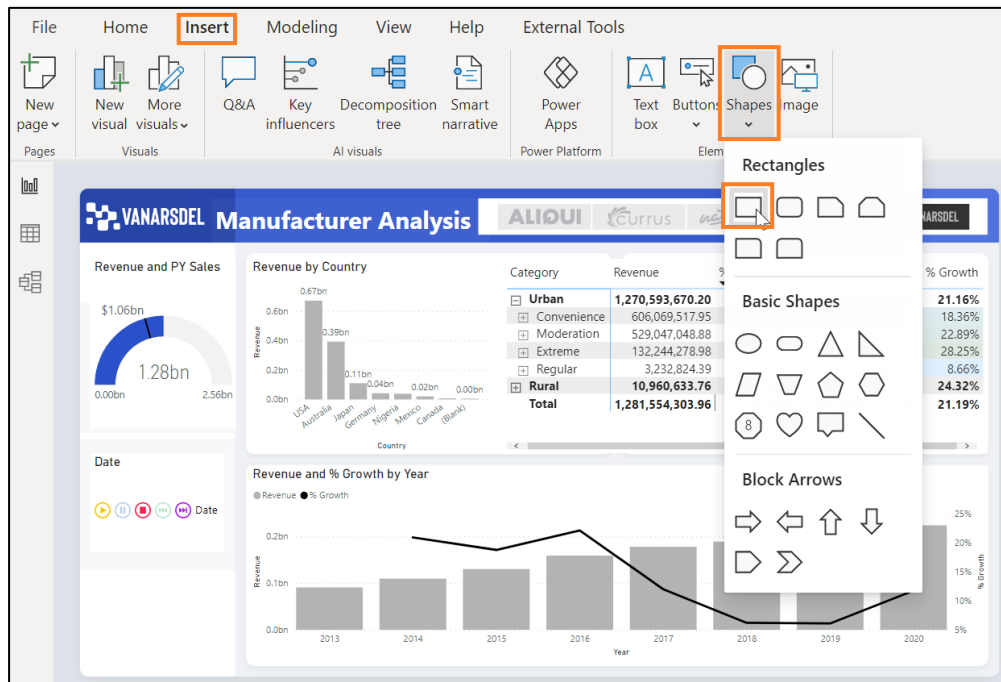 File Home Insert Modeling View Help External Tools
New page
New visual
More visuals
Q&A
Key influencers
Decomposition tree
Smart narrative
Power Apps
Text box
Buttons
Shapes
Image
Pages
Visuals
AI visuals
Power Platform
Elem
Rectangles
Basic Shapes
8
Block Arrows
VANARSDEL Manufacturer Analysis
ALIQUI
Currus
ARSDEL
Revenue and PY Sales
$1.06bn
1.28bn
0.00bn 2.56bn
Date
Date
Revenue by Country
Revenue
0.6bn
0.4bn
0.2bn
0.0bn
0.67bn
0.39bn
0.11bn
0.04bn
0.02bn
0.00bn
USA
Australia
Japan
Germany
Nigeria
Mexico
Canada
(Blank)
Country
Category Revenue % % Growth
Urban 1,270,593,670.20 21.16%
Convenience 606,069,517.95 18.36%
Moderation 529,047,048.88 22.89%
Extreme 132,244,278.98 28.25%
Regular 3,232,824.39 8.66%
Rural 10,960,633.76 24.32%
Total 1,281,554,303.96 21.19%
Revenue and % Growth by Year
Revenue % Growth
Revenue
0.2bn
0.1bn
0.0bn
25%
20%
15%
10%
5%
% Growth
2013 2014 2015 2016 2017 2018 2019 2020
Year